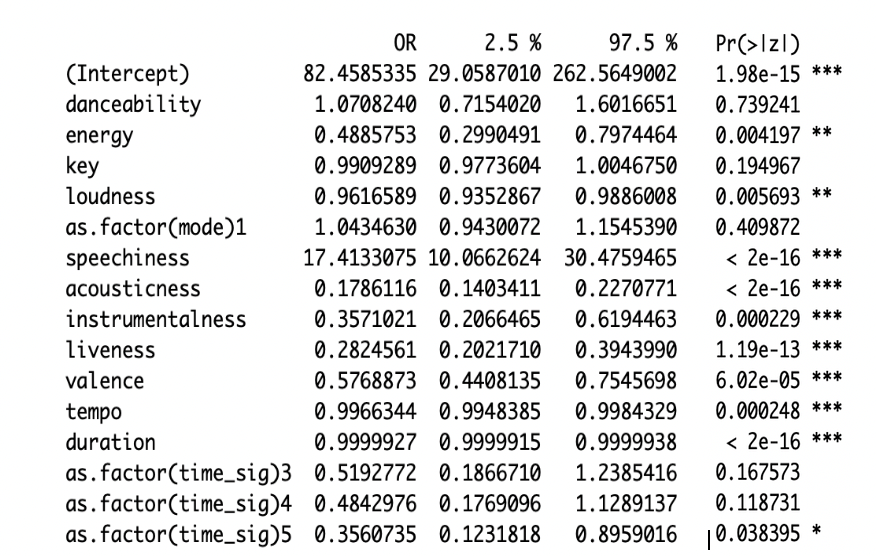 OR 2.5 % 97.5 % Pr(>|z|)
(Intercept) 82.4585335 29.0587010 262.5649002 1.98e-15 ***
danceability 1.0708240 0.7154020 1.6016651 0.739241
energy 0.4885753 0.2990491 0.7974464 0.004197 **
key 0.9909289 0.9773604 1.0046750 0.194967
loudness 0.9616589 0.9352867 0.9886008 0.005693 **
as.factor(mode)1 1.0434630 0.9430072 1.1545390 0.409872
speechiness 17.4133075 10.0662624 30.4759465 < 2e-16 ***
acousticness 0.1786116 0.1403411 0.2270771 < 2e-16 ***
instrumentalness 0.3571021 0.2066465 0.6194463 0.000229 ***
liveness 0.2824561 0.2021710 0.3943990 1.19e-13 ***
valence 0.5768873 0.4408135 0.7545698 6.02e-05 ***
tempo 0.9966344 0.9948385 0.9984329 0.000248 ***
duration 0.9999927 0.9999915 0.9999938 < 2e-16 ***
as.factor(time_sig)3 0.5192772 0.1866710 1.2385416 0.167573
as.factor(time_sig)4 0.4842976 0.1769096 1.1289137 0.118731
as.factor(time_sig)5 0.3560735 0.1231818 0.8959016 0.038395 *